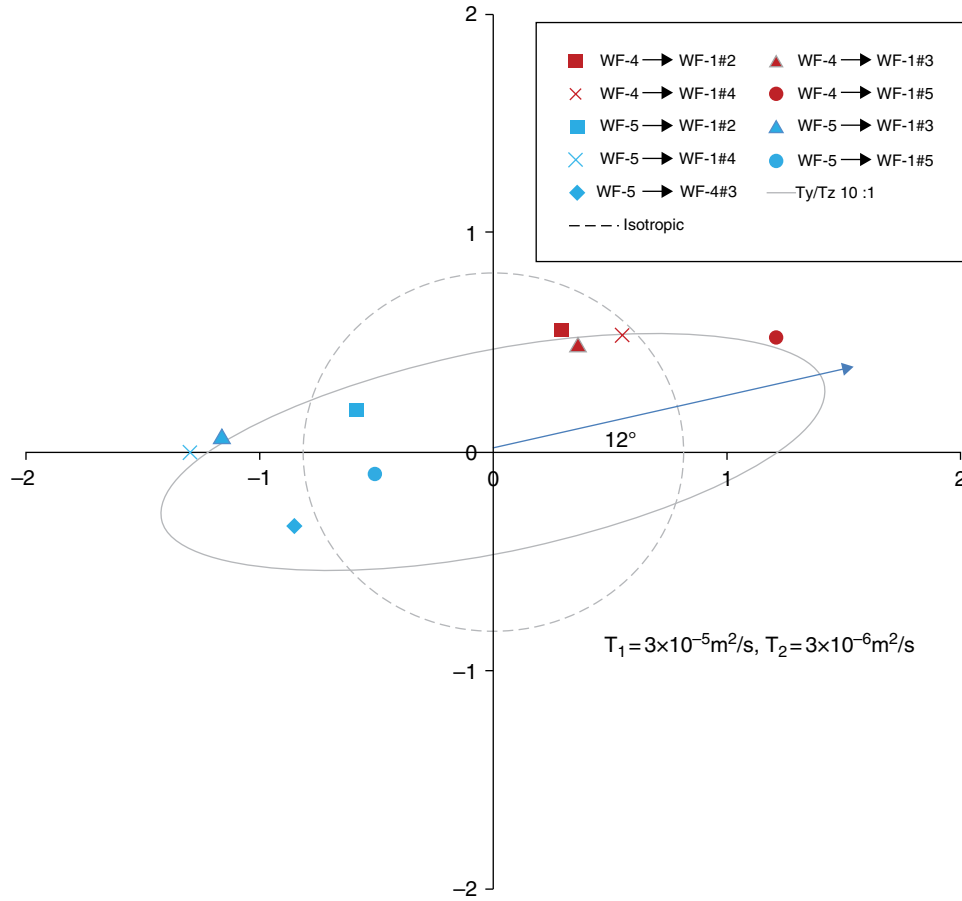 2
WF-4 → WF-1#2 WF-4 → WF-1#3
WF-4 → WF-1#4 WF-4 → WF-1#5
WF-5 → WF-1#2 WF-5 → WF-1#3
WF-5 → WF-1#4 WF-5 → WF-1#5
WF-5 → WF-4#3 Ty/Tz 10 :1
Isotropic
1
12°
0
−2 −1 0 1 2
T₁=3×10⁻⁵m²/s, T₂=3×10⁻⁶m²/s
−1
−2